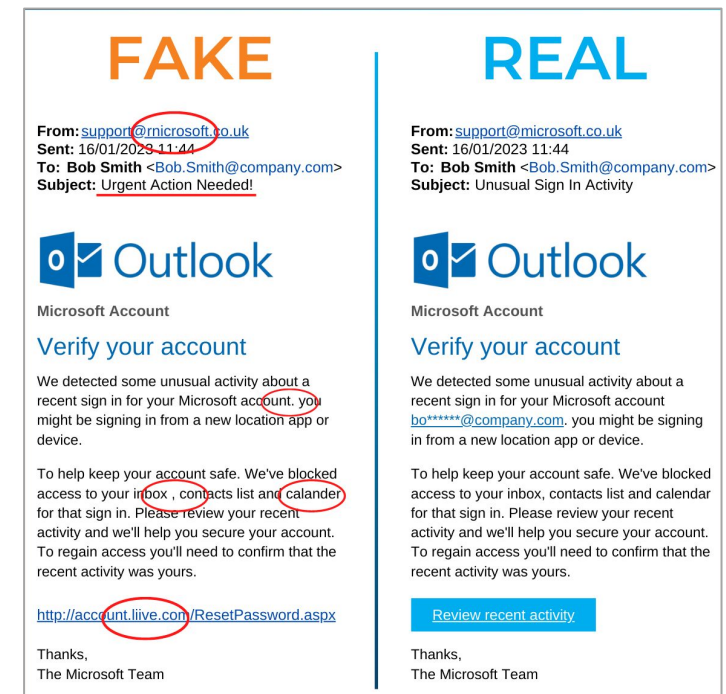 FAKE
From: support@rnicrosoft.co.uk
Sent: 16/01/2023 11:44
To: Bob Smith <Bob.Smith@company.com>
Subject: Urgent Action Needed!
Outlook
Microsoft Account
Verify your account
We detected some unusual activity about a
recent sign in for your Microsoft account. you
might be signing in from a new location app or
device.
To help keep your account safe. We've blocked
access to your inbox , contacts list and calander
for that sign in. Please review your recent
activity and we'll help you secure your account.
To regain access you'll need to confirm that the
recent activity was yours.
http://account.liive.com/ResetPassword.aspx
Thanks,
The Microsoft Team
REAL
From: support@microsoft.co.uk
Sent: 16/01/2023 11:44
To: Bob Smith <Bob.Smith@company.com>
Subject: Unusual Sign In Activity
Outlook
Microsoft Account
Verify your account
We detected some unusual activity about a
recent sign in for your Microsoft account
bo******@company.com. you might be signing
in from a new location app or device.
To help keep your account safe. We've blocked
access to your inbox, contacts list and calendar
for that sign in. Please review your recent
activity and we'll help you secure your account.
To regain access you'll need to confirm that the
recent activity was yours.
Review recent activity
Thanks,
The Microsoft Team